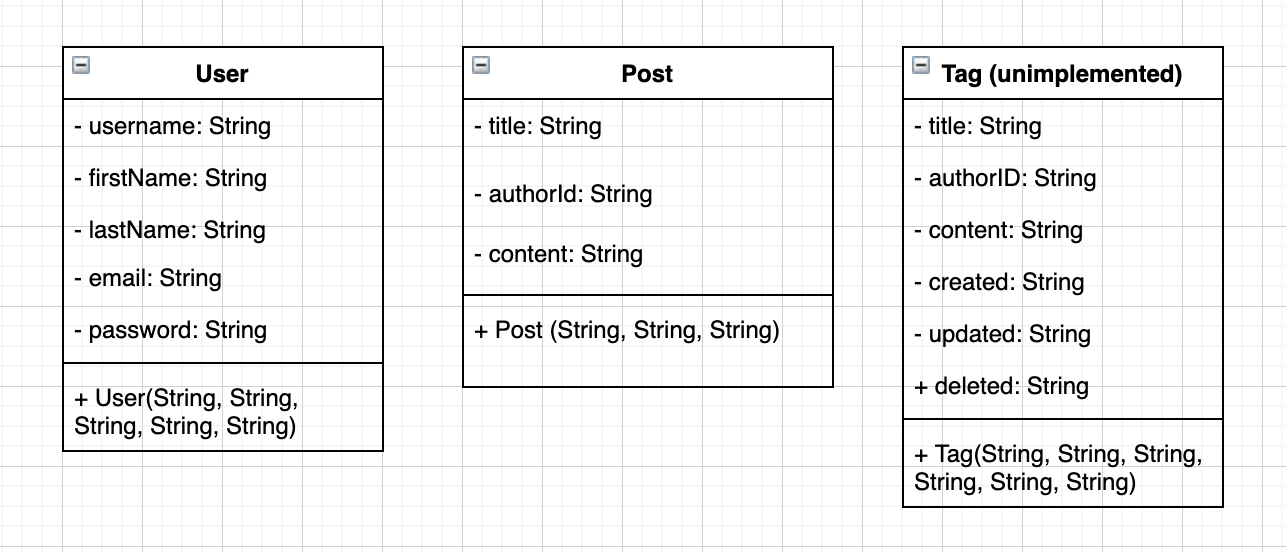 User
- username: String
- firstName: String
- lastName: String
- email: String
- password: String
+ User(String, String,
String, String, String)
Post
- title: String
- authorId: String
- content: String
+ Post (String, String, String)
Tag (unimplemented)
- title: String
- authorID: String
- content: String
- created: String
- updated: String
+ deleted: String
+ Tag(String, String, String,
String, String, String)